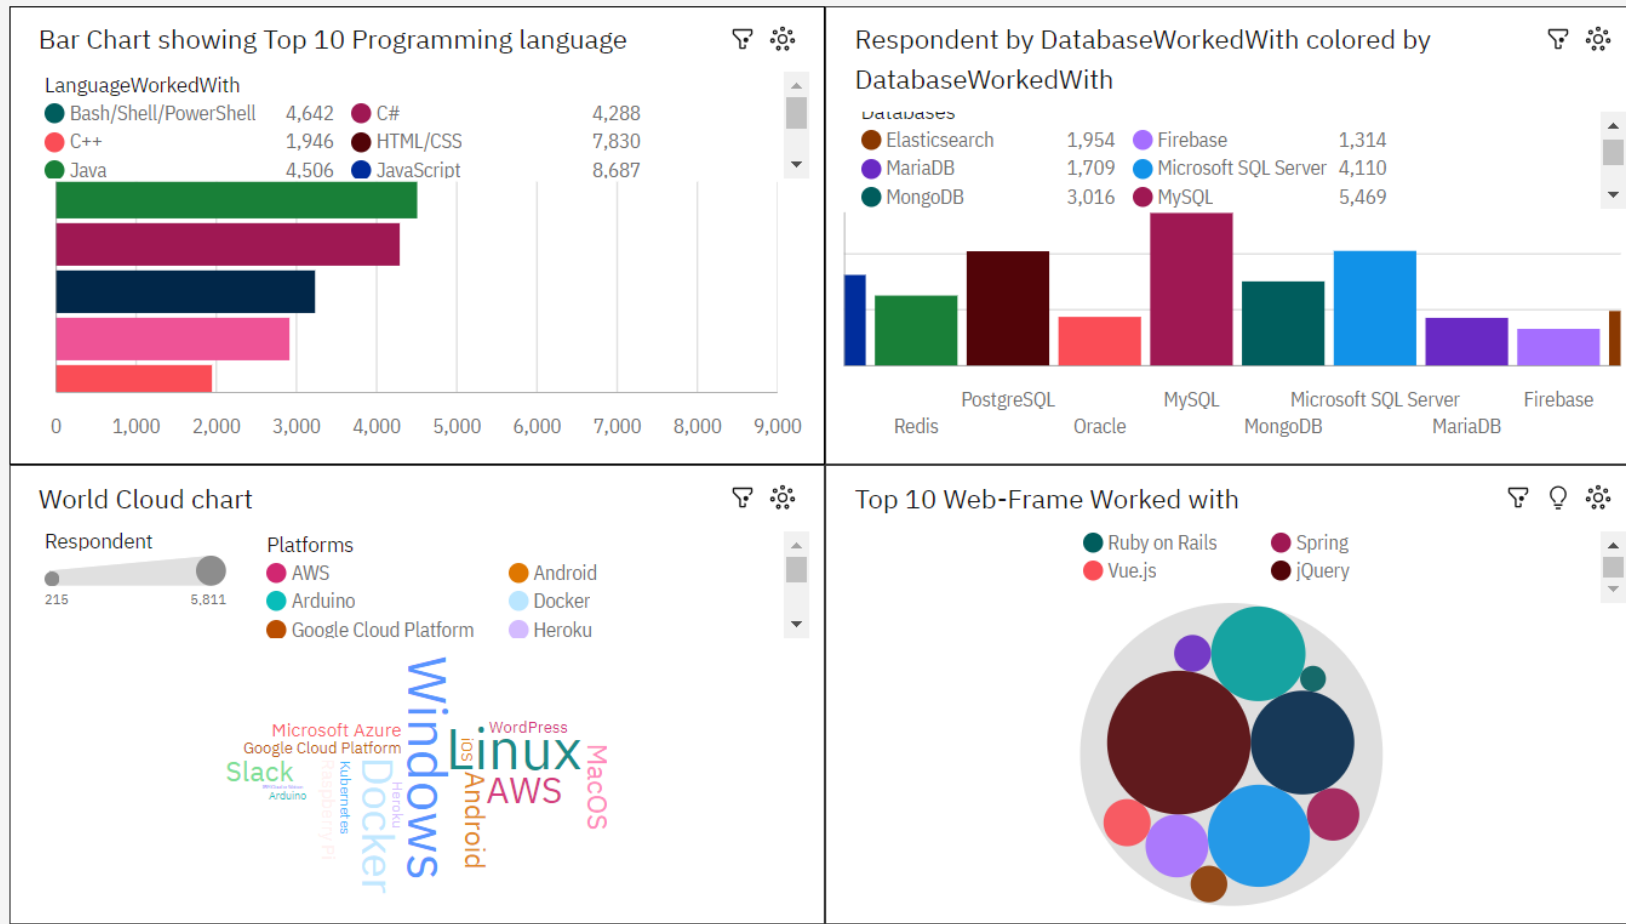 Bar Chart showing Top 10 Programming language
LanguageWorkedWith
Bash/Shell/PowerShell 4,642 C# 4,288
C++ 1,946 HTML/CSS 7,830
Java 4,506 JavaScript 8,687
0 1,000 2,000 3,000 4,000 5,000 6,000 7,000 8,000 9,000
Respondent by DatabaseWorkedWith colored by
DatabaseWorkedWith
Databases
Elasticsearch 1,954 Firebase 1,314
MariaDB 1,709 Microsoft SQL Server 4,110
MongoDB 3,016 MySQL 5,469
PostgreSQL MySQL Microsoft SQL Server Firebase
Redis Oracle MongoDB MariaDB
World Cloud chart
Respondent
215 5,811
Platforms
AWS Android
Arduino Docker
Google Cloud Platform Heroku
Windows
Microsoft Azure
WordPress
Linux
Google Cloud Platform
ios
MacOS
Slack
Raspberry Pi
Kubernetes
Docker
Heroku
Android
AWS
Arduino
Top 10 Web-Frame Worked with
Ruby on Rails Spring
Vue.js jQuery